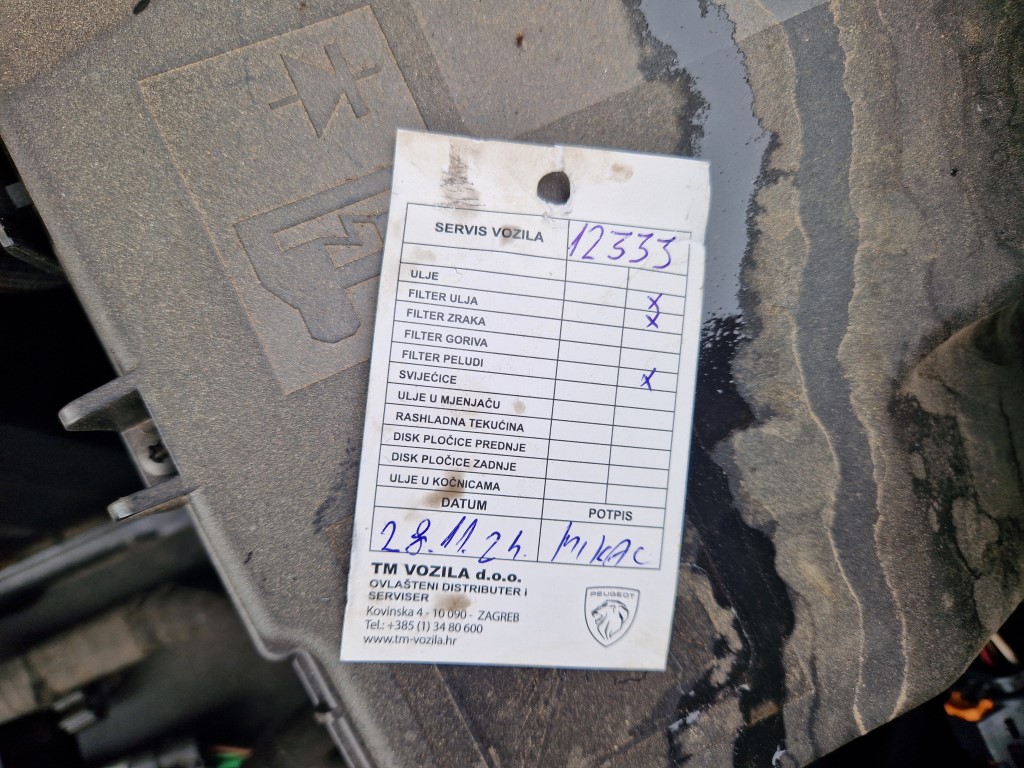 SERVIS VOZILA 12333
ULJE X
FILTER ULJA X
FILTER ZRAKA
FILTER GORIVA
FILTER PELUDI X
SVIJEĆICE
ULJE U MJENJAČU
RASHLADNA TEKUĆINA
DISK PLOČICE PREDNJE
DISK PLOČICE ZADNJE
ULJE U KOČNICAMA
DATUM POTPIS
28.11.24. MIKAC
TM VOZILA d.o.o.
OVLAŠTENI DISTRIBUTER i
SERVISER
Kovinska 4 - 10 090 - ZAGREB
Tel.: +385 (1) 34 80 600
www.tm-vozila.hr
PEUGEOT